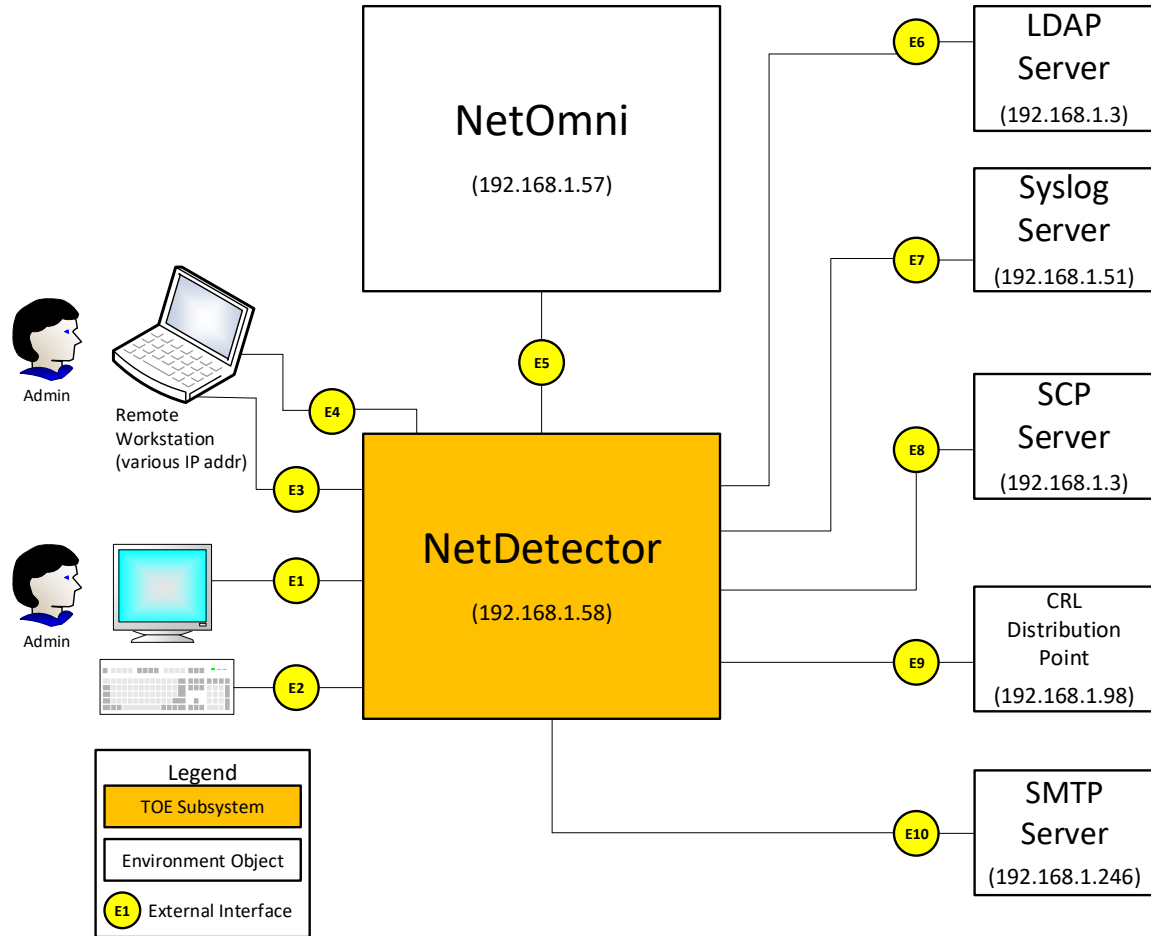 NetOmni
(192.168.1.57)
E6
LDAP
Server
(192.168.1.3)
Syslog
Server
(192.168.1.51)
E7
Admin
Remote
Workstation
(various IP addr)
E4
E3
E5
SCP
Server
(192.168.1.3)
E8
NetDetector
(192.168.1.58)
Admin
E1
E2
CRL
Distribution
Point
(192.168.1.98)
E9
SMTP
Server
(192.168.1.246)
E10
Legend
TOE Subsystem
Environment Object
E1 External Interface